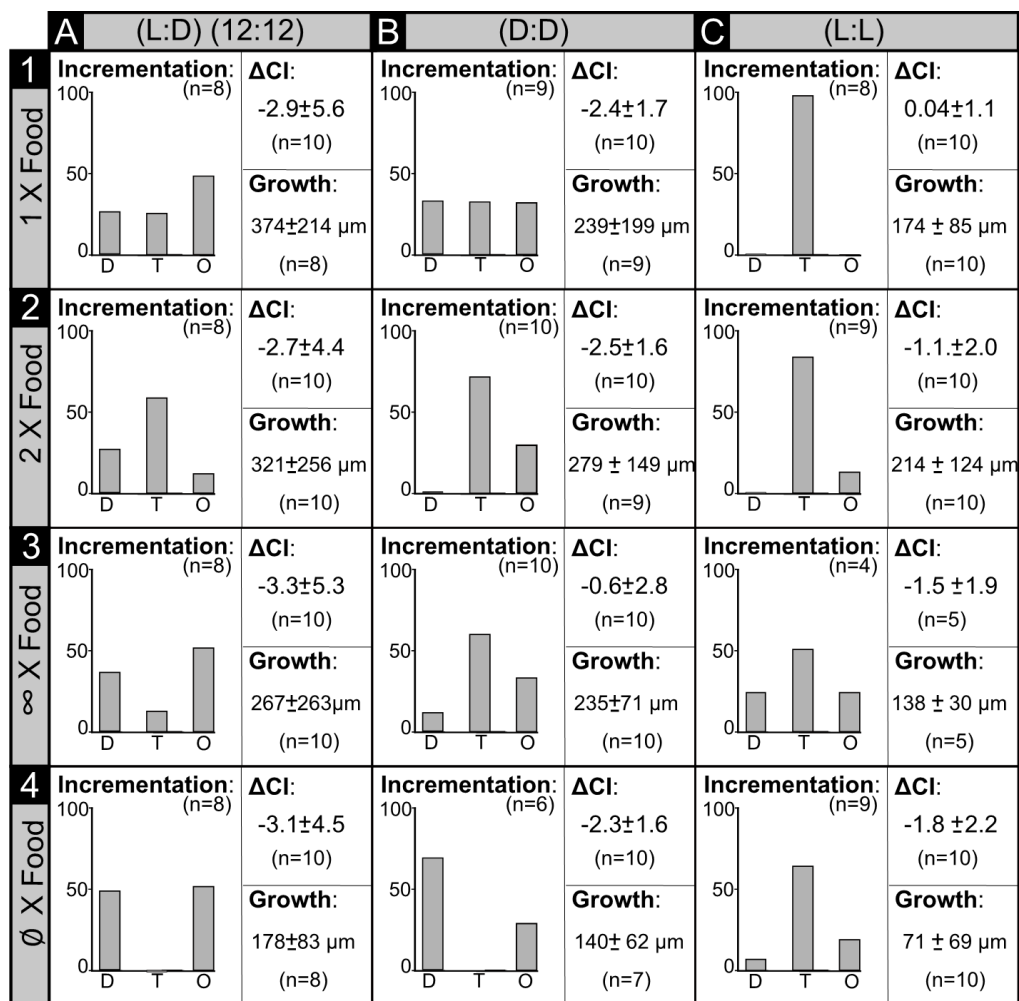 A (L:D) (12:12) B (D:D) C (L:L)
1
1 X Food
Incrementation:
(n=8)
100
50
0
D T O
ΔCI:
-2.9±5.6
(n=10)
Growth:
374±214 µm
(n=8)
Incrementation:
(n=9)
100
50
0
D T O
ΔCI:
-2.4±1.7
(n=10)
Growth:
239±199 µm
(n=9)
Incrementation:
(n=8)
100
50
0
D T O
ΔCI:
0.04±1.1
(n=10)
Growth:
174 ± 85 µm
(n=10)
2
2 X Food
Incrementation:
(n=8)
100
50
0
D T O
ΔCI:
-2.7±4.4
(n=10)
Growth:
321±256 µm
(n=10)
Incrementation:
(n=10)
100
50
0
D T O
ΔCI:
-2.5±1.6
(n=10)
Growth:
279 ± 149 µm
(n=9)
Incrementation:
(n=9)
100
50
0
D T O
ΔCI:
-1.1.±2.0
(n=10)
Growth:
214 ± 124 µm
(n=10)
3
∞ X Food
Incrementation:
(n=8)
100
50
0
D T O
ΔCI:
-3.3±5.3
(n=10)
Growth:
267±263µm
(n=10)
Incrementation:
(n=10)
100
50
0
D T O
ΔCI:
-0.6±2.8
(n=10)
Growth:
235±71 µm
(n=10)
Incrementation:
(n=4)
100
50
0
D T O
ΔCI:
-1.5 ±1.9
(n=5)
Growth:
138 ± 30 µm
(n=5)
4
Ø X Food
Incrementation:
(n=8)
100
50
0
D T O
ΔCI:
-3.1±4.5
(n=10)
Growth:
178±83 µm
(n=8)
Incrementation:
(n=6)
100
50
0
D T O
ΔCI:
-2.3±1.6
(n=10)
Growth:
140± 62 µm
(n=7)
Incrementation:
(n=9)
100
50
0
D T O
ΔCI:
-1.8 ±2.2
(n=10)
Growth:
71 ± 69 µm
(n=10)